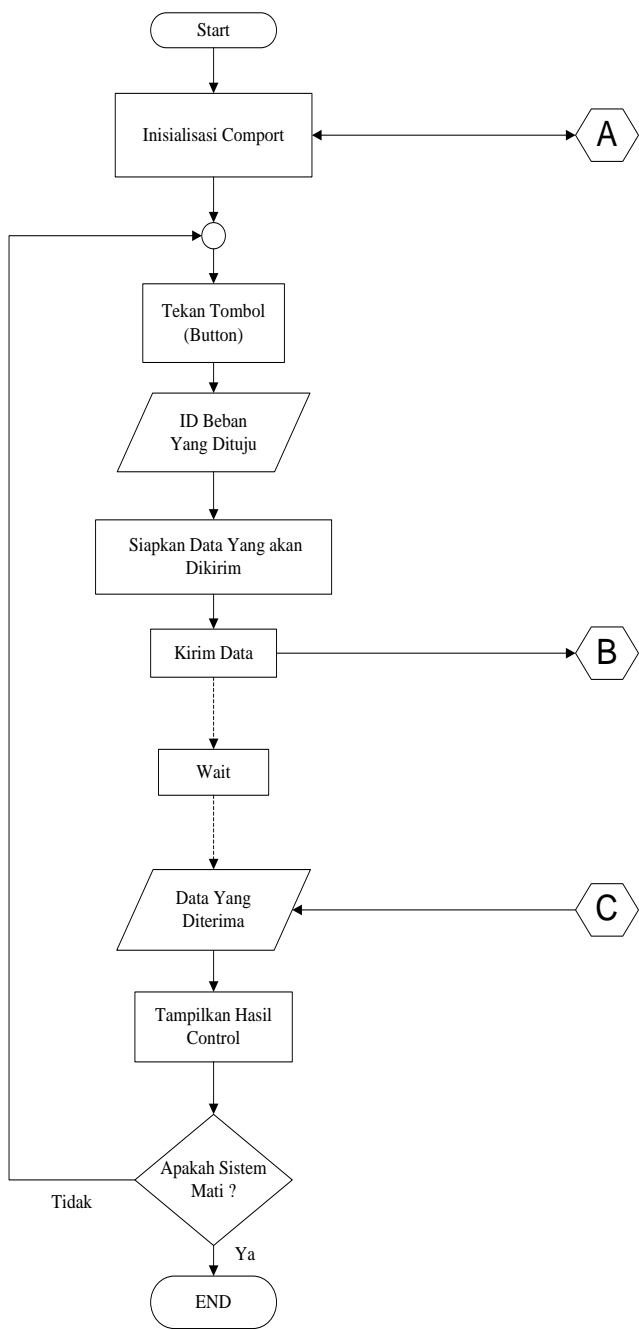 Start
Inisialisasi Comport
A
Tekan Tombol
(Button)
ID Beban
Yang Dituju
Siapkan Data Yang akan
Dikirim
Kirim Data
B
Wait
Data Yang
Diterima
C
Tampilkan Hasil
Control
Apakah Sistem
Mati ?
Tidak
Ya
END